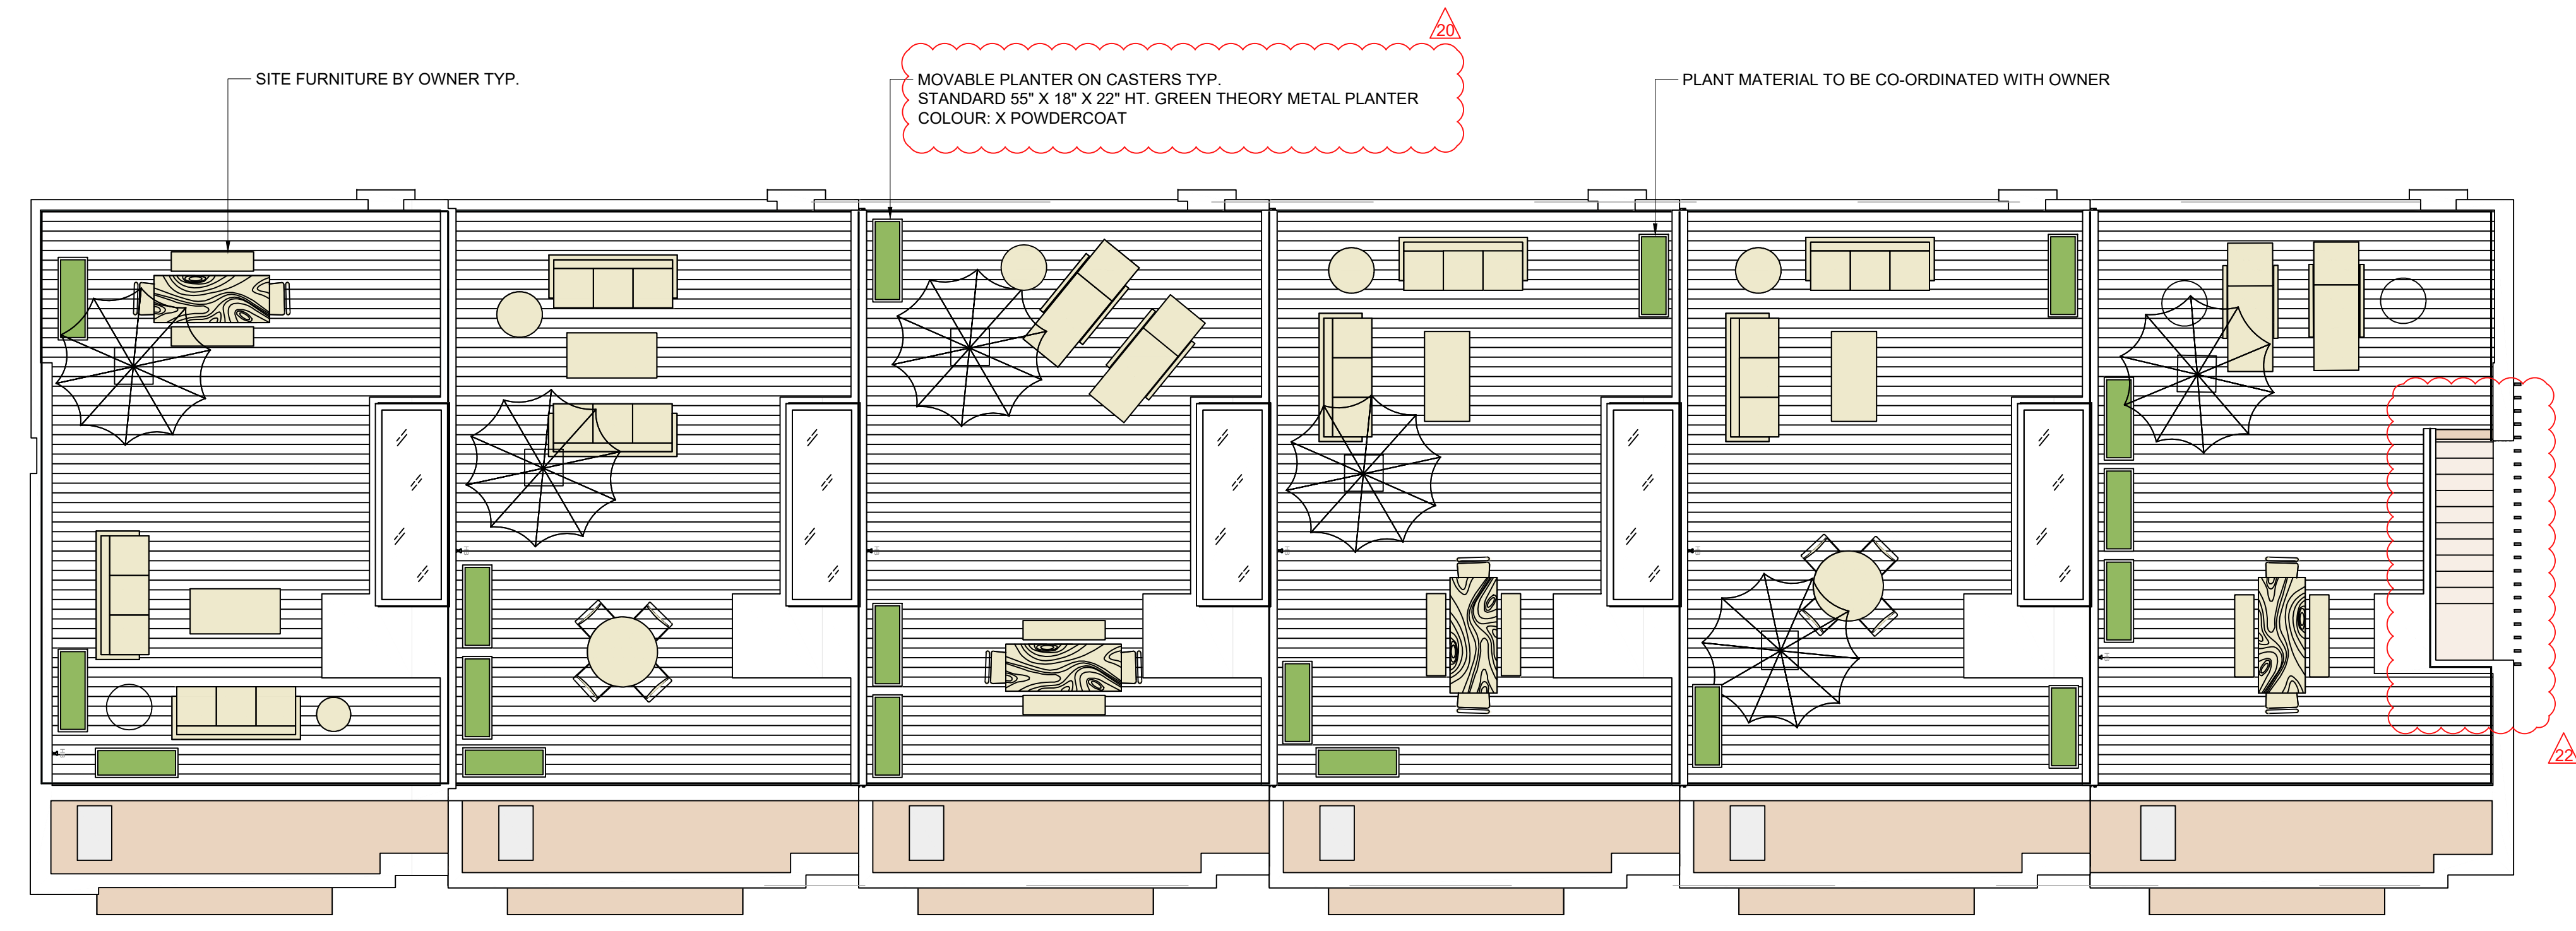 20
SITE FURNITURE BY OWNER TYP.
MOVABLE PLANTER ON CASTERS TYP.
STANDARD 55" X 18" X 22" HT. GREEN THEORY METAL PLANTER
COLOUR: X POWDERCOAT
PLANT MATERIAL TO BE CO-ORDINATED WITH OWNER
22